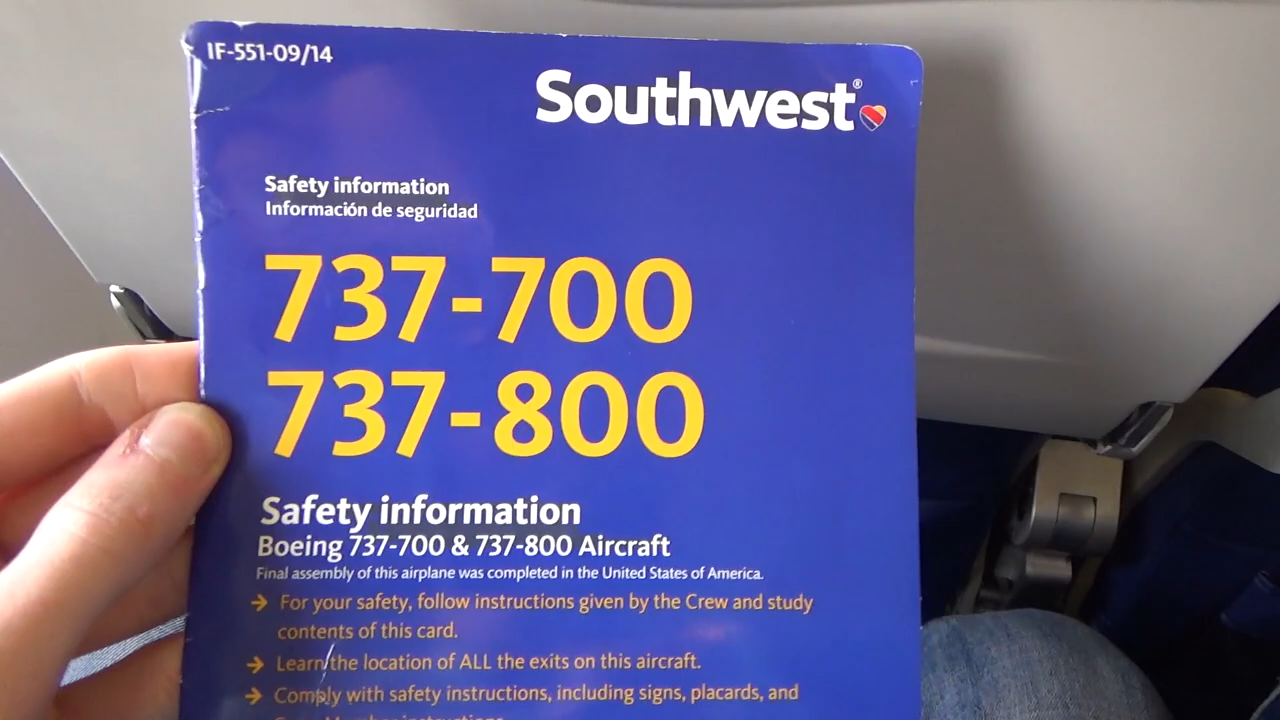 IF-551-09/14
Southwest®
Safety information
Información de seguridad
737-700
737-800
Safety information
Boeing 737-700 & 737-800 Aircraft
Final assembly of this airplane was completed in the United States of America.
→ For your safety, follow instructions given by the Crew and study
contents of this card.
→ Learn the location of ALL the exits on this aircraft.
→ Comply with safety instructions, including signs, placards, and